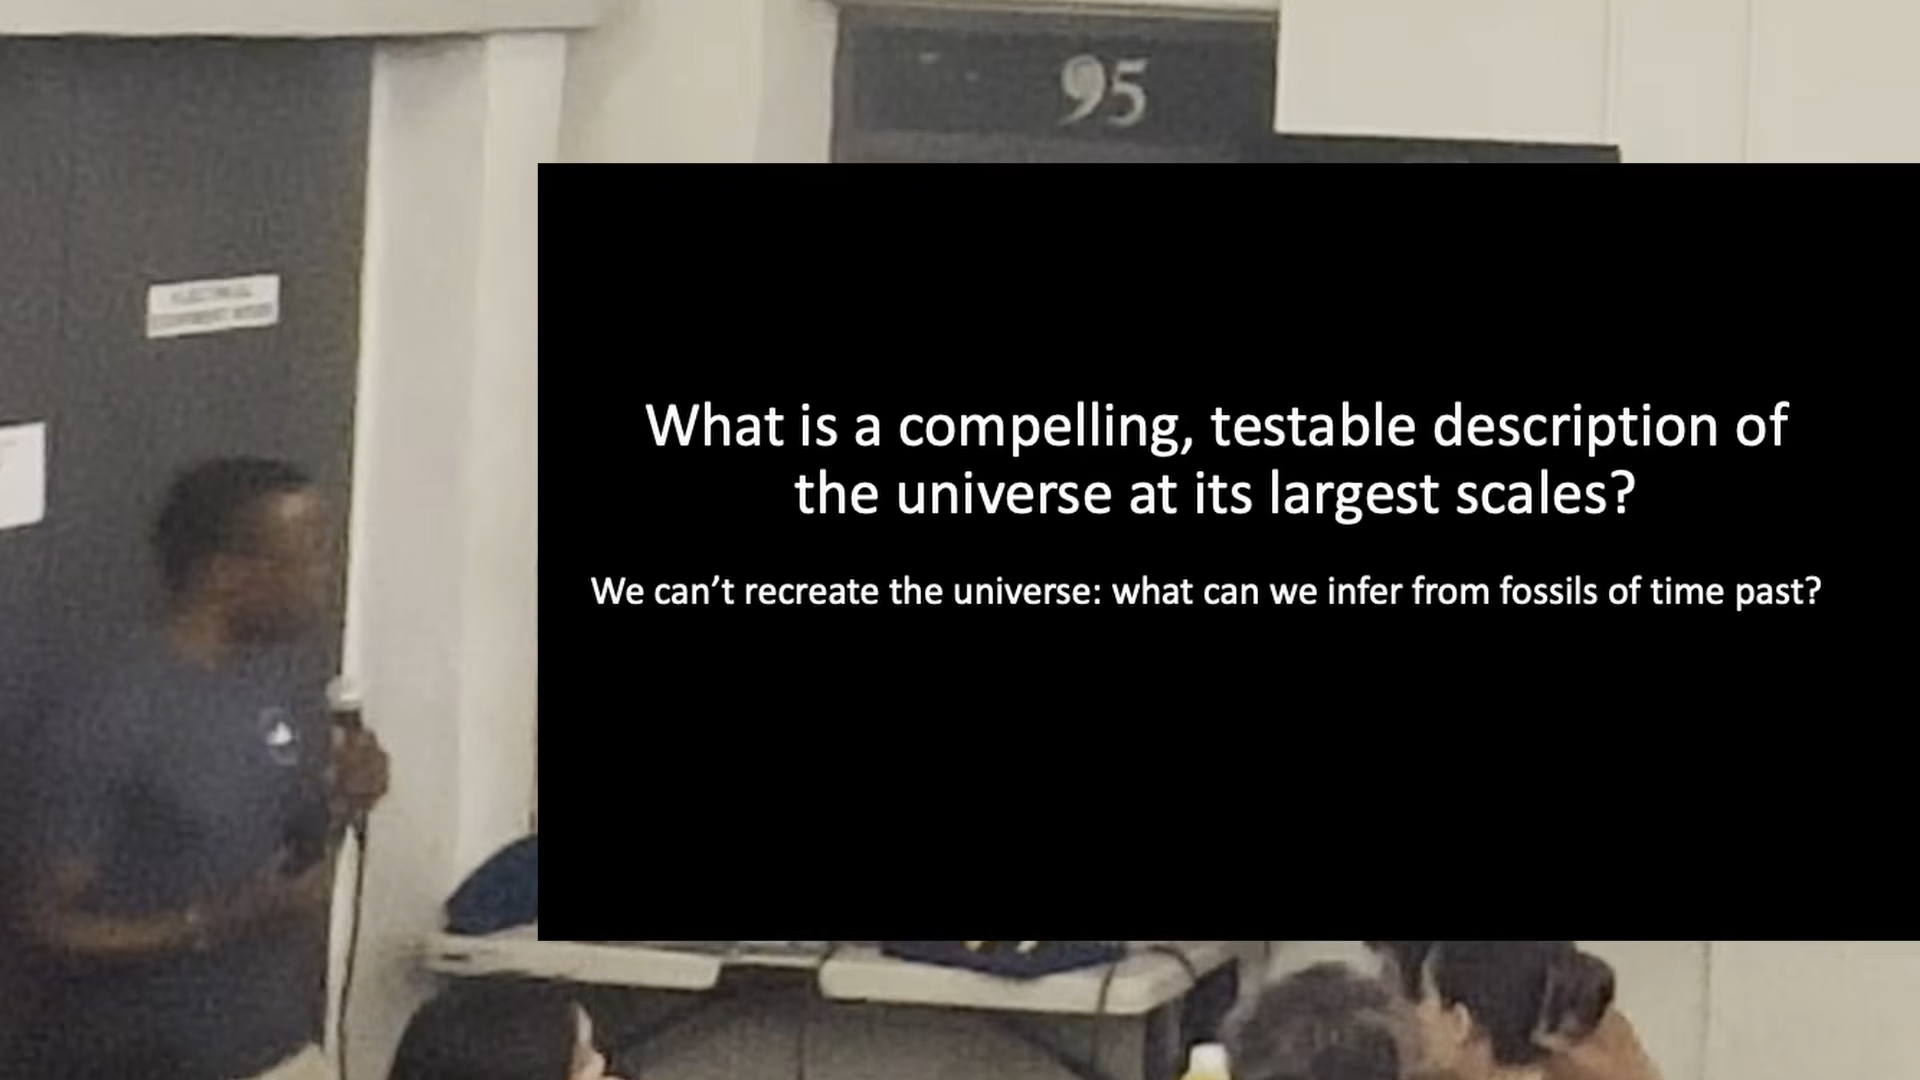 95
What is a compelling, testable description of
the universe at its largest scales?
We can't recreate the universe: what can we infer from fossils of time past?